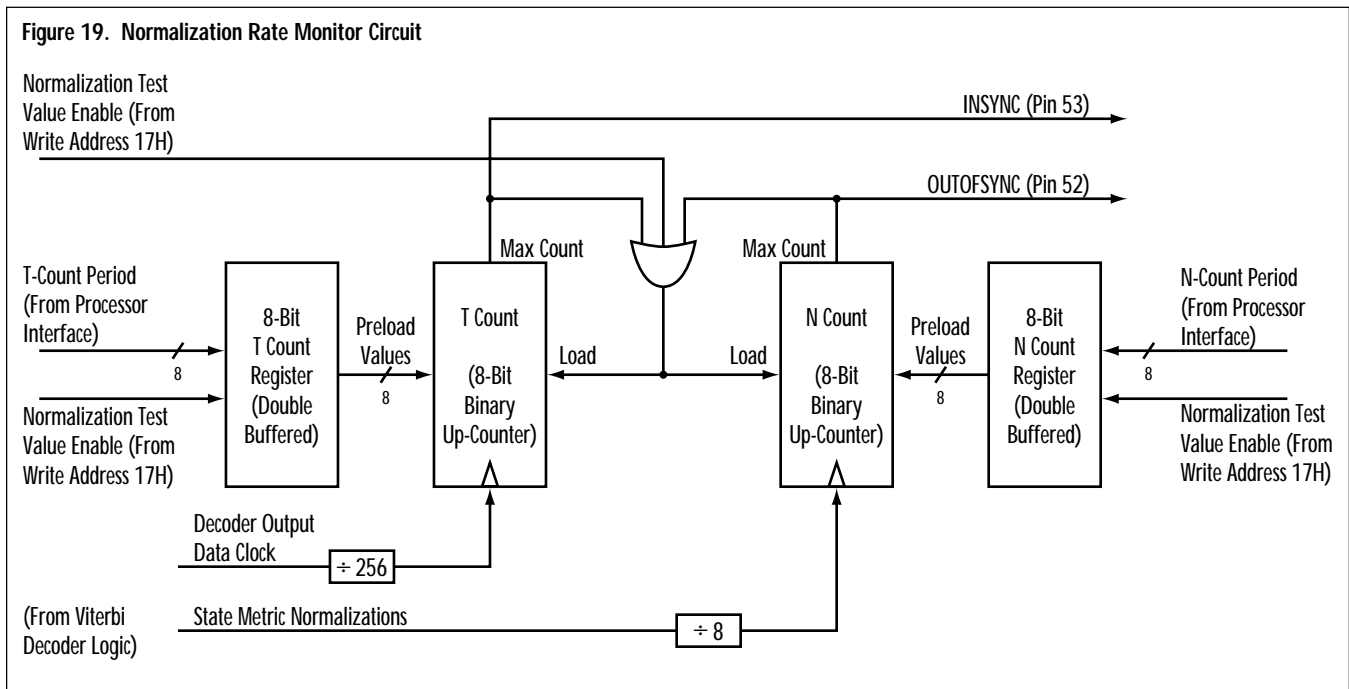 Figure 19. Normalization Rate Monitor Circuit
Normalization Test
Value Enable (From
Write Address 17H)
INSYNC (Pin 53)
OUTOFSYNC (Pin 52)
T-Count Period
(From Processor
Interface)
8
Normalization Test
Value Enable (From
Write Address 17H)
8-Bit
T Count
Register
(Double
Buffered)
Preload
Values
8
Max Count
T Count
(8-Bit
Binary
Up-Counter)
Load
Load
Max Count
N Count
(8-Bit
Binary
Up-Counter)
Preload
Values
8
8-Bit
N Count
Register
(Double
Buffered)
N-Count Period
(From Processor
Interface)
8
Normalization Test
Value Enable (From
Write Address 17H)
Decoder Output
Data Clock
÷ 256
(From Viterbi
Decoder Logic)
State Metric Normalizations
÷ 8